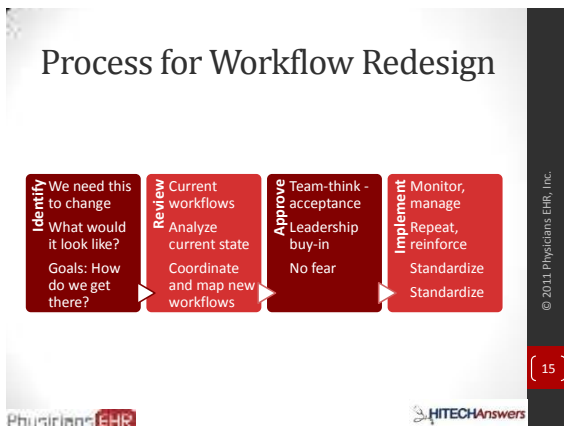 Process for Workflow Redesign
Identify
We need this
to change
What would
it look like?
Goals: How
do we get
there?
Review
Current
workflows
Analyze
current state
Coordinate
and map new
workflows
Approve
Team-think -
acceptance
Leadership
buy-in
No fear
Implement
Monitor,
manage
Repeat,
reinforce
Standardize
Standardize
© 2011 Physicians EHR, Inc.
15
Physicians EHR
HITECHAnswers